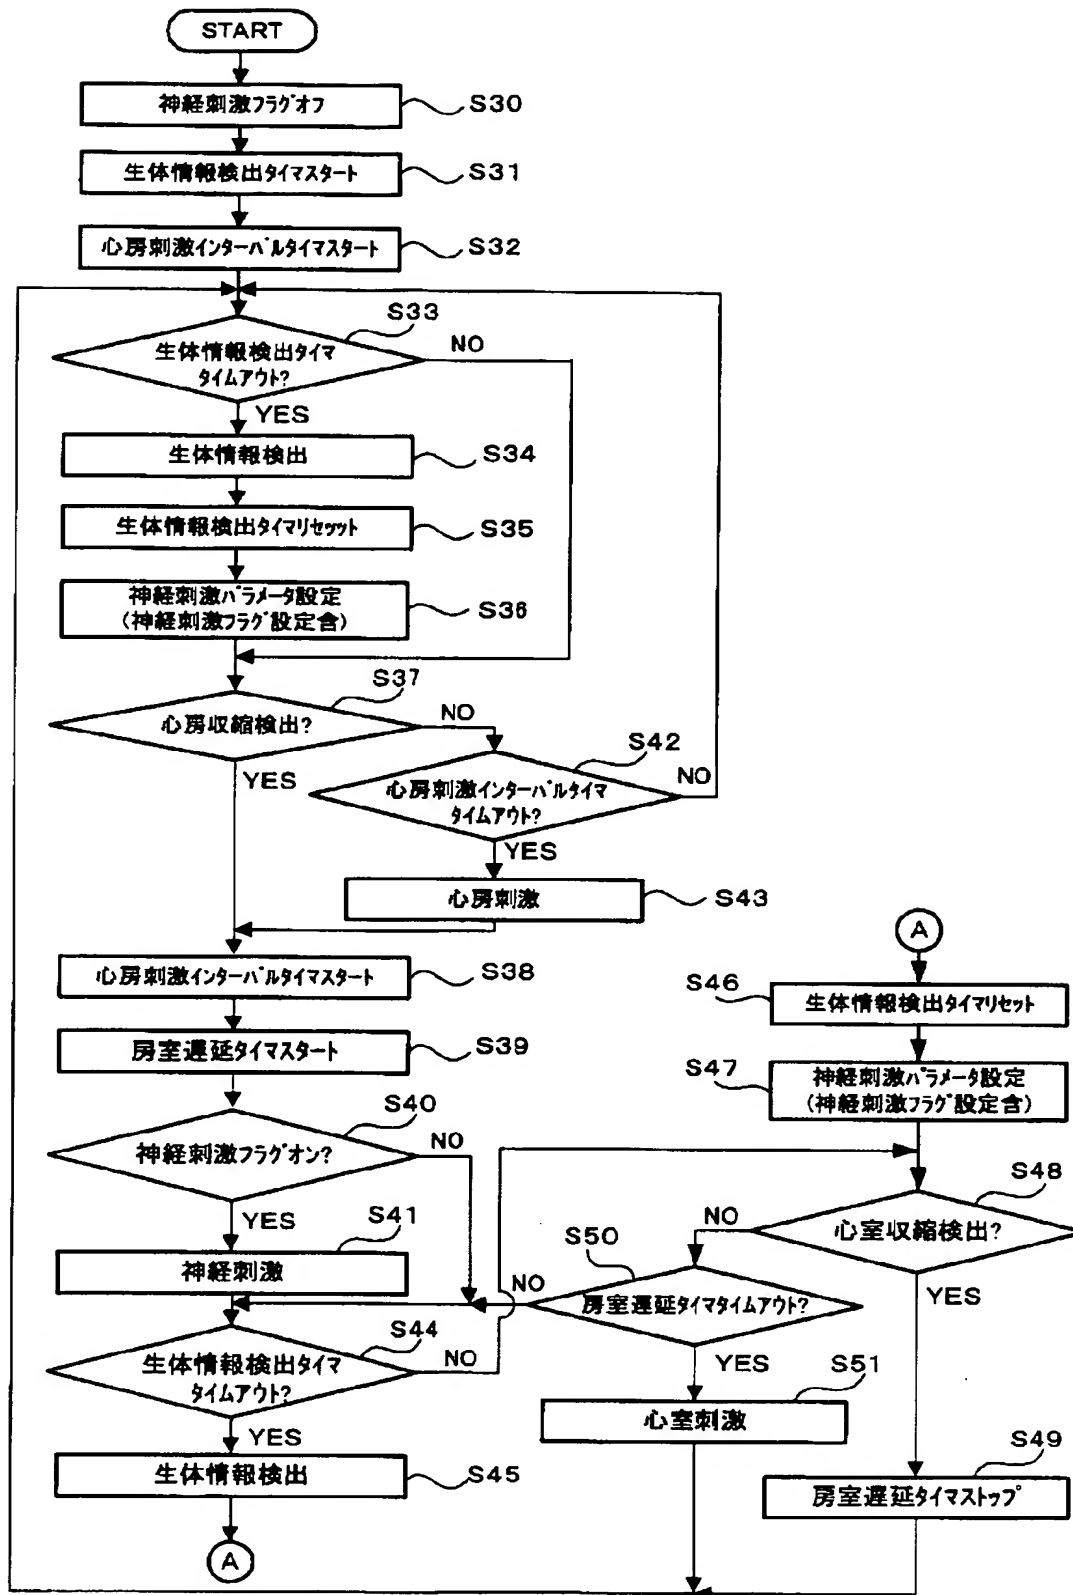 START
神経刺激フラグオフ
S30
生体情報検出タイマスタート
S31
心房刺激インターバルタイマスタート
S32
S33
生体情報検出タイマ
タイムアウト?
NO
YES
生体情報検出
S34
生体情報検出タイマリセッット
S35
神経刺激パラメータ設定
(神経刺激フラグ設定含)
S36
S37
心房収縮検出?
NO
YES
S42
心房刺激インターバルタイマ
タイムアウト?
NO
YES
心房刺激
S43
心房刺激インターバルタイマスタート
S38
房室遅延タイマスタート
S39
S40
神経刺激フラグオン?
NO
YES
S41
神経刺激
S44
生体情報検出タイマ
タイムアウト?
NO
YES
生体情報検出
S45
A
A
S46
生体情報検出タイマリセット
S47
神経刺激パラメータ設定
(神経刺激フラグ設定含)
S48
心室収縮検出?
NO
YES
S50
房室遅延タイマタイムアウト?
NO
YES
S51
心室刺激
S49
房室遅延タイマストップ